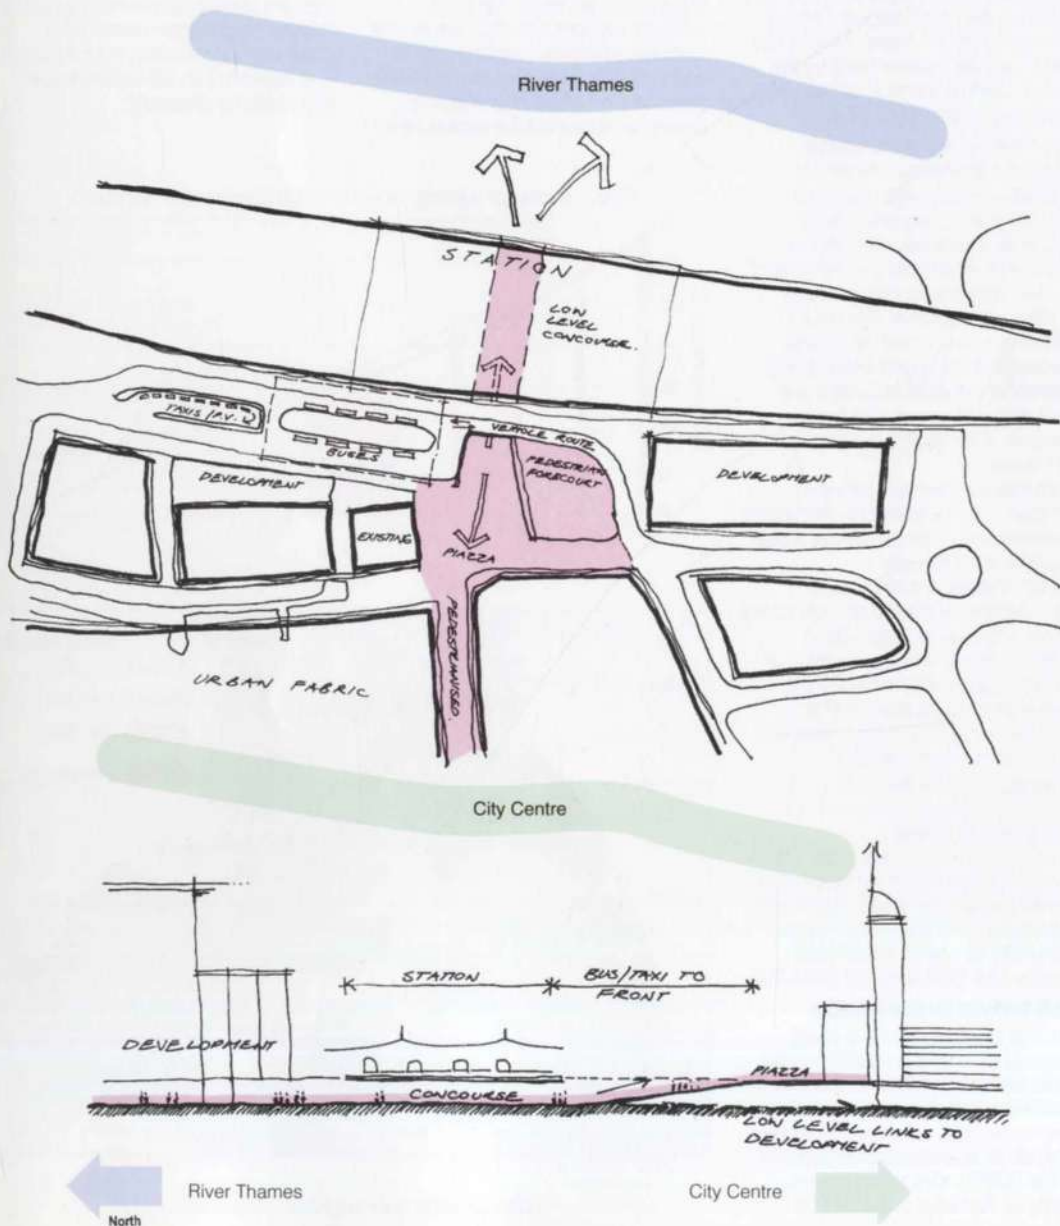 River Thames
STATION
LOW
LEVEL
CONCOURSE.
TAXIS/P.V. Q
BUSES
VEHICLE ROUTE
PEDESTRIAN
FORECOURT
DEVELOPMENT
DEVELOPMENT
EXISTING
PIAZZA
PEDESTRIANISED.
URBAN FABRIC
City Centre
STATION
BUS/TAXI TO
FRONT
DEVELOPMENT
PIAZZA
CONCOURSE
LOW LEVEL LINKS TO
DEVELOPMENT
River Thames
City Centre
North